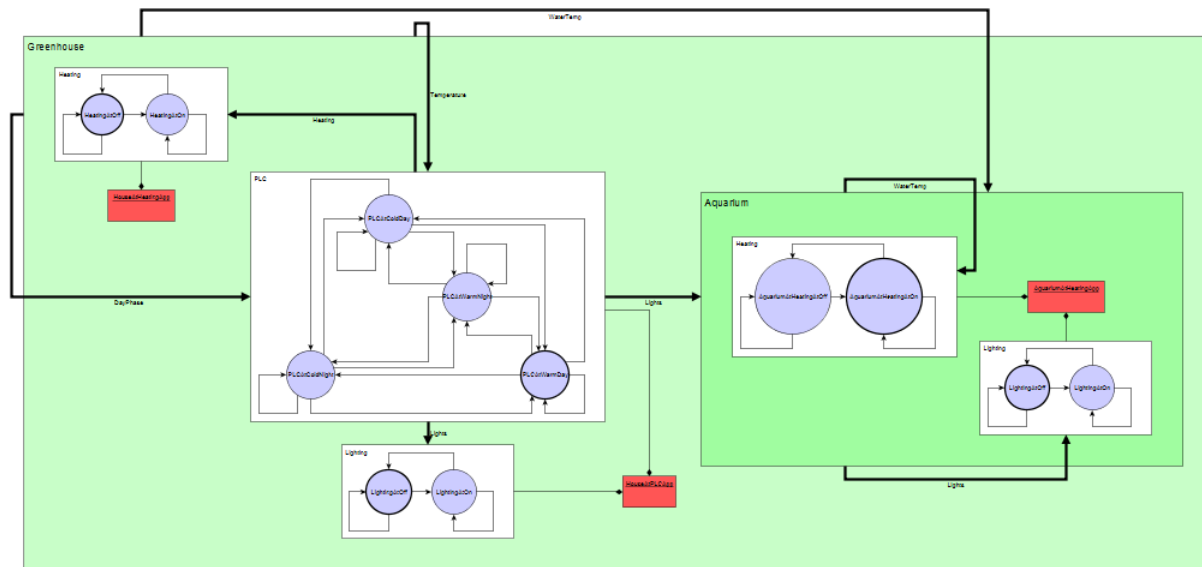 WaterTemp
Greenhouse
Heating
HeatingAtOff
HeatingAtOn
Temperature
Heating
HouseAtHeatingApp
PLC
PLCAtColdDay
PLCAtWarmNight
PLCAtColdNight
PLCAtWarmDay
DayPhase
Lights
WaterTemp
Aquarium
Heating
AquariumAtHeatingAtOff
AquariumAtHeatingAtOn
AquariumAtHeatingApp
Lighting
LightingAtOff
LightingAtOn
Lights
Lights
Lighting
LightingAtOff
LightingAtOn
HouseAtPLCApp